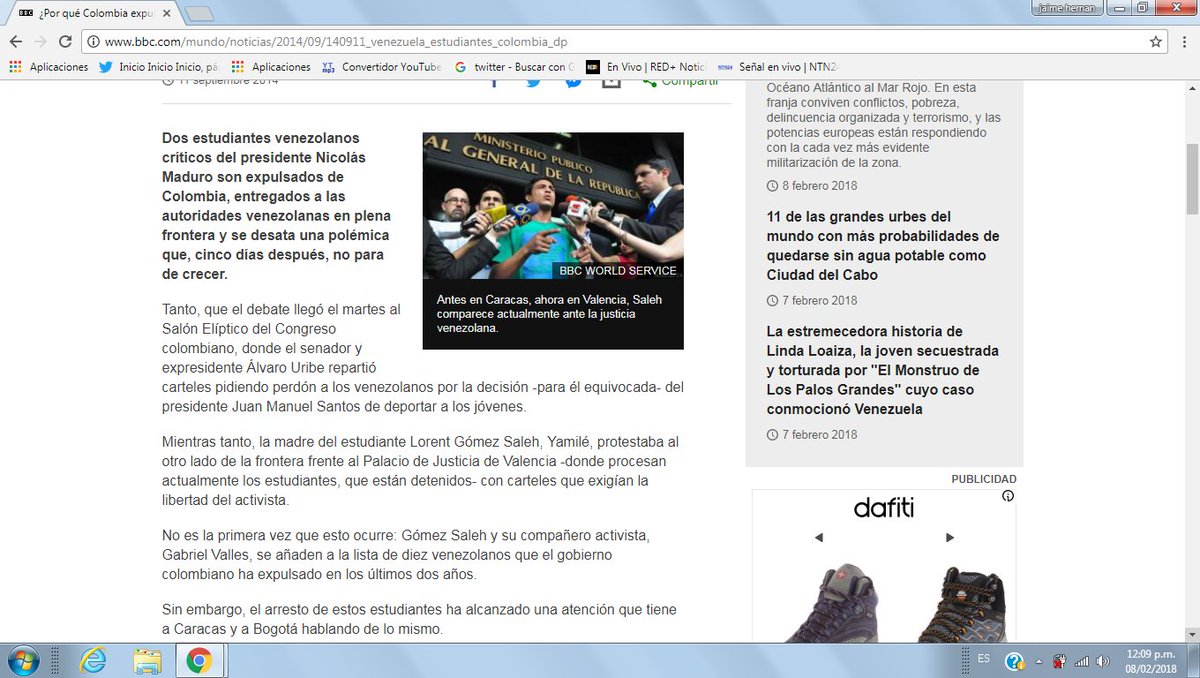 BBC ¿Por qué Colombia expu
jaime hernan
www.bbc.com/mundo/noticias/2014/09/140911_venezuela_estudiantes_colombia_dp
Aplicaciones Inicio Inicio Inicio, pá Aplicaciones Convertidor YouTube twitter - Buscar con En Vivo | RED+ Notic Señal en vivo | NTN24
11 septiembre 2014
Compartir
Dos estudiantes venezolanos
críticos del presidente Nicolás
Maduro son expulsados de
Colombia, entregados a las
autoridades venezolanas en plena
frontera y se desata una polémica
que, cinco días después, no para
de crecer.
MINISTERIO PUBLICO
AL GENERAL DE LA REPUBLICA
BBC WORLD SERVICE
Antes en Caracas, ahora en Valencia, Saleh
comparece actualmente ante la justicia
venezolana.
Tanto, que el debate llegó el martes al
Salón Elíptico del Congreso
colombiano, donde el senador y
expresidente Álvaro Uribe repartió
carteles pidiendo perdón a los venezolanos por la decisión -para él equivocada- del
presidente Juan Manuel Santos de deportar a los jóvenes.
Mientras tanto, la madre del estudiante Lorent Gómez Saleh, Yamilé, protestaba al
otro lado de la frontera frente al Palacio de Justicia de Valencia -donde procesan
actualmente los estudiantes, que están detenidos- con carteles que exigían la
libertad del activista.
No es la primera vez que esto ocurre: Gómez Saleh y su compañero activista,
Gabriel Valles, se añaden a la lista de diez venezolanos que el gobierno
colombiano ha expulsado en los últimos dos años.
Sin embargo, el arresto de estos estudiantes ha alcanzado una atención que tiene
a Caracas y a Bogotá hablando de lo mismo.
Océano Atlántico al Mar Rojo. En esta
franja conviven conflictos, pobreza,
delincuencia organizada y terrorismo, y las
potencias europeas están respondiendo
con la cada vez más evidente
militarización de la zona.
8 febrero 2018
11 de las grandes urbes del
mundo con más probabilidades de
quedarse sin agua potable como
Ciudad del Cabo
7 febrero 2018
La estremecedora historia de
Linda Loaiza, la joven secuestrada
y torturada por "El Monstruo de
Los Palos Grandes" cuyo caso
conmocionó Venezuela
7 febrero 2018
PUBLICIDAD
dafiti
ES
12:09 p.m.
08/02/2018